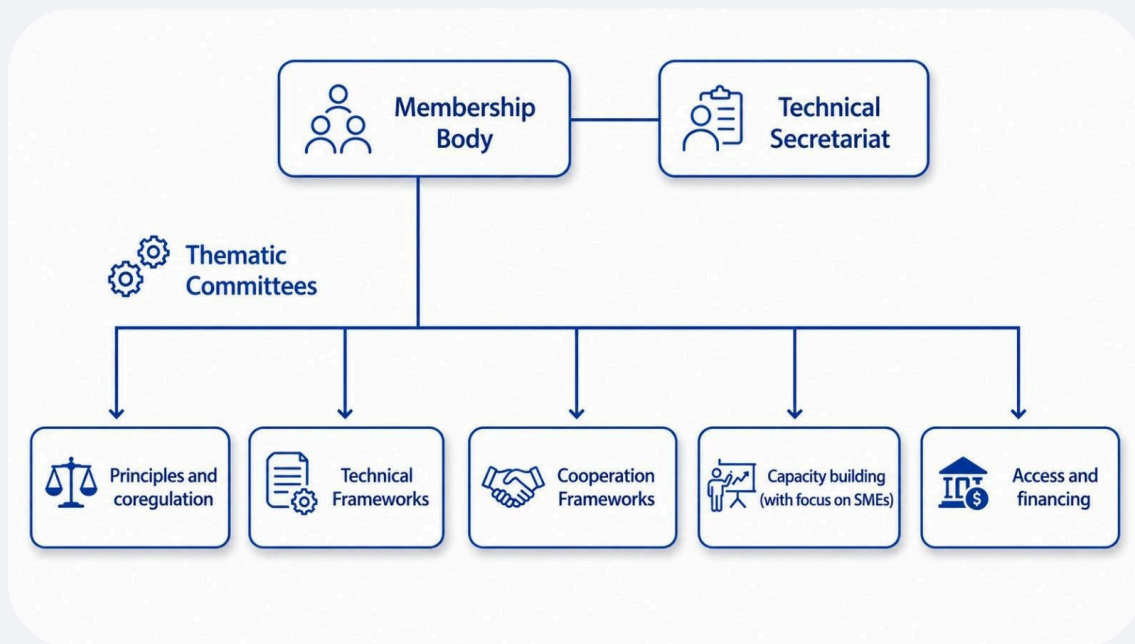 Membership
Body
Technical
Secretariat
Thematic
Committees
Principles and
coregulation
Technical
Frameworks
Cooperation
Frameworks
Capacity building
(with focus on SMEs)
$
Access and
financing